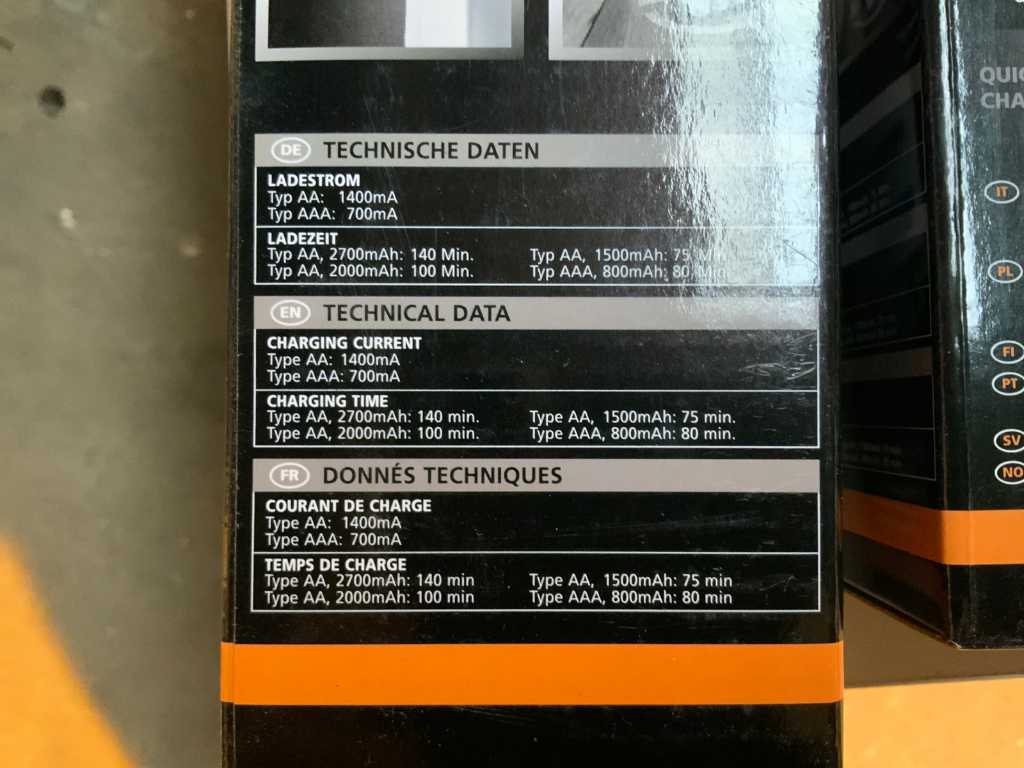 DE TECHNISCHE DATEN
LADESTROM
Typ AA: 1400mA
Typ AAA: 700mA
LADEZEIT
Typ AA, 2700mAh: 140 Min. Typ AA, 1500mAh: 75 Min.
Typ AA, 2000mAh: 100 Min. Typ AAA, 800mAh: 80 Min.
EN TECHNICAL DATA
CHARGING CURRENT
Type AA: 1400mA
Type AAA: 700mA
CHARGING TIME
Type AA, 2700mAh: 140 min. Type AA, 1500mAh: 75 min.
Type AA, 2000mAh: 100 min. Type AAA, 800mAh: 80 min.
FR DONNÉS TECHNIQUES
COURANT DE CHARGE
Type AA: 1400mA
Type AAA: 700mA
TEMPS DE CHARGE
Type AA, 2700mAh: 140 min Type AA, 1500mAh: 75 min
Type AA, 2000mAh: 100 min Type AAA, 800mAh: 80 min
IT
PL
FI
PT
SV
NO